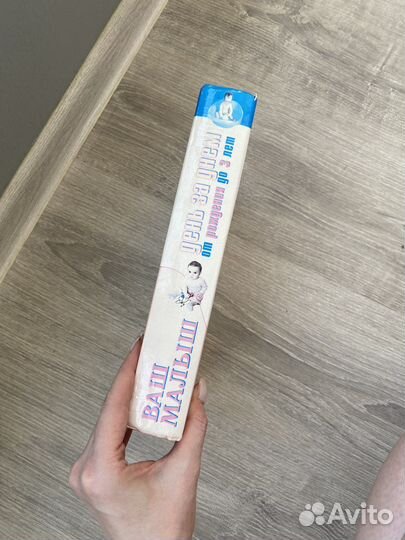 ВАШ
МАЛЫШ
день за днем
от рождения до 3 лет
Avito